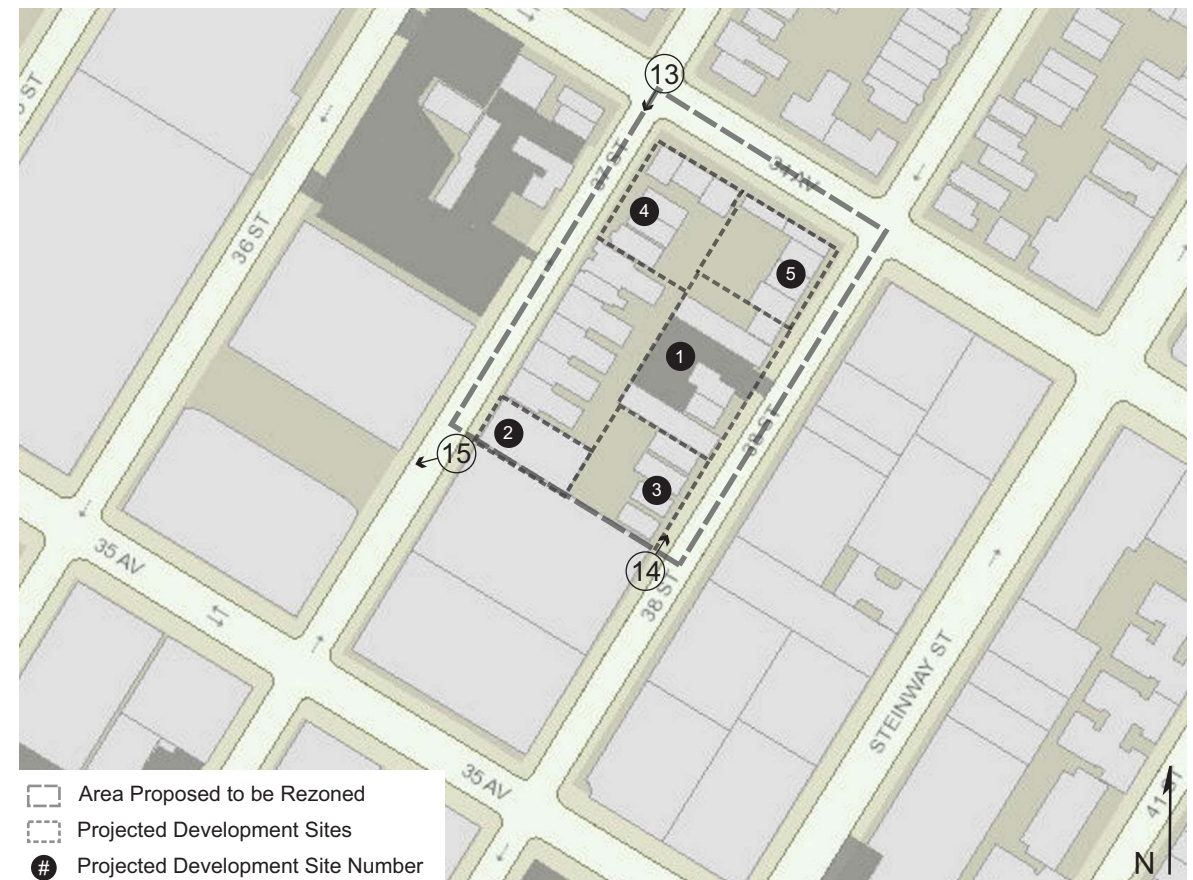 13
37 ST
34 AV
4
5
36 ST
1
38 ST
2
15
3
14
38 ST
35 AV
STEINWAY ST
35 AV
41 ST
Area Proposed to be Rezoned
Projected Development Sites
# Projected Development Site Number
N